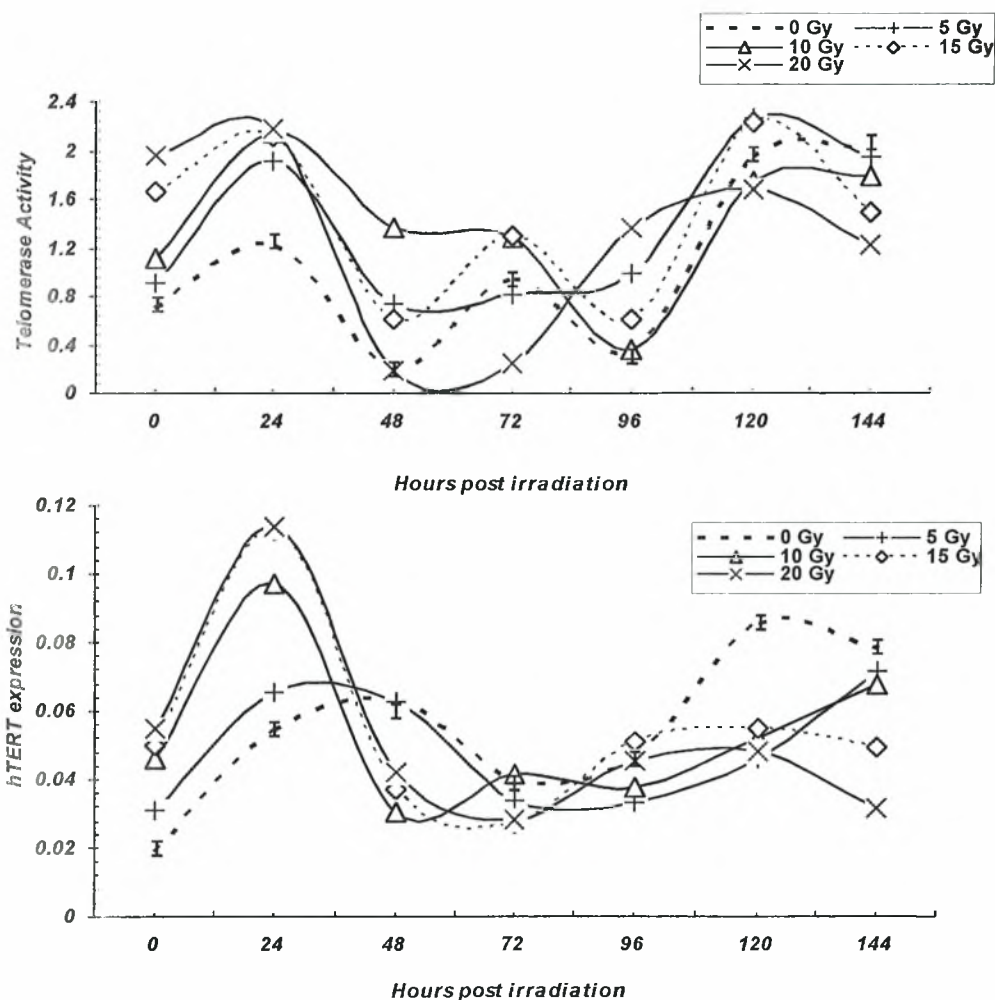 0 Gy
5 Gy
10 Gy
15 Gy
20 Gy
2.4
2
1.6
1.2
0.8
0.4
0
Telomerase Activity
0 24 48 72 96 120 144
Hours post irradiation
0.12
0.1
0.08
0.06
0.04
0.02
0
hTERT expression
0 Gy
5 Gy
10 Gy
15 Gy
20 Gy
0 24 48 72 96 120 144
Hours post irradiation